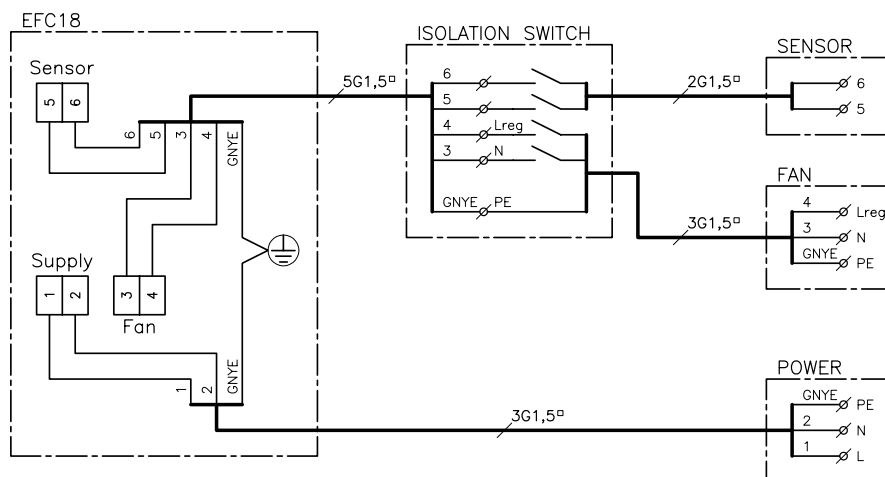 EFC18
Sensor
5 6
6 5 3 4 GNYE
Supply
1 2
3 4
Fan
1 2 GNYE
5G1,5□
ISOLATION SWITCH
6
5
4 Lreg
3 N
GNYE PE
2G1,5□
SENSOR
6
5
3G1,5□
FAN
4 Lreg
3 N
GNYE PE
3G1,5□
POWER
GNYE PE
2 N
1 L